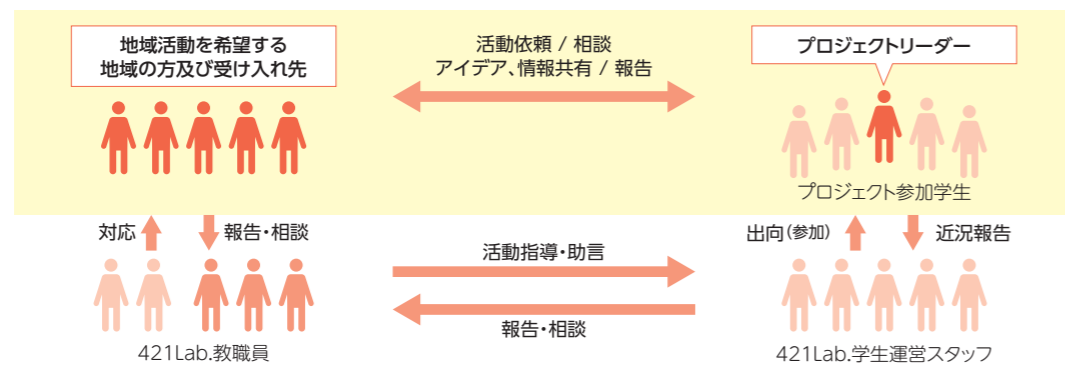 地域活動を希望する
地域の方及び受け入れ先
活動依頼 / 相談
アイデア、情報共有 / 報告
プロジェクトリーダー
プロジェクト参加学生
対応
報告・相談
活動指導・助言
出向(参加)
近況報告
報告・相談
421Lab.教職員
421Lab.学生運営スタッフ